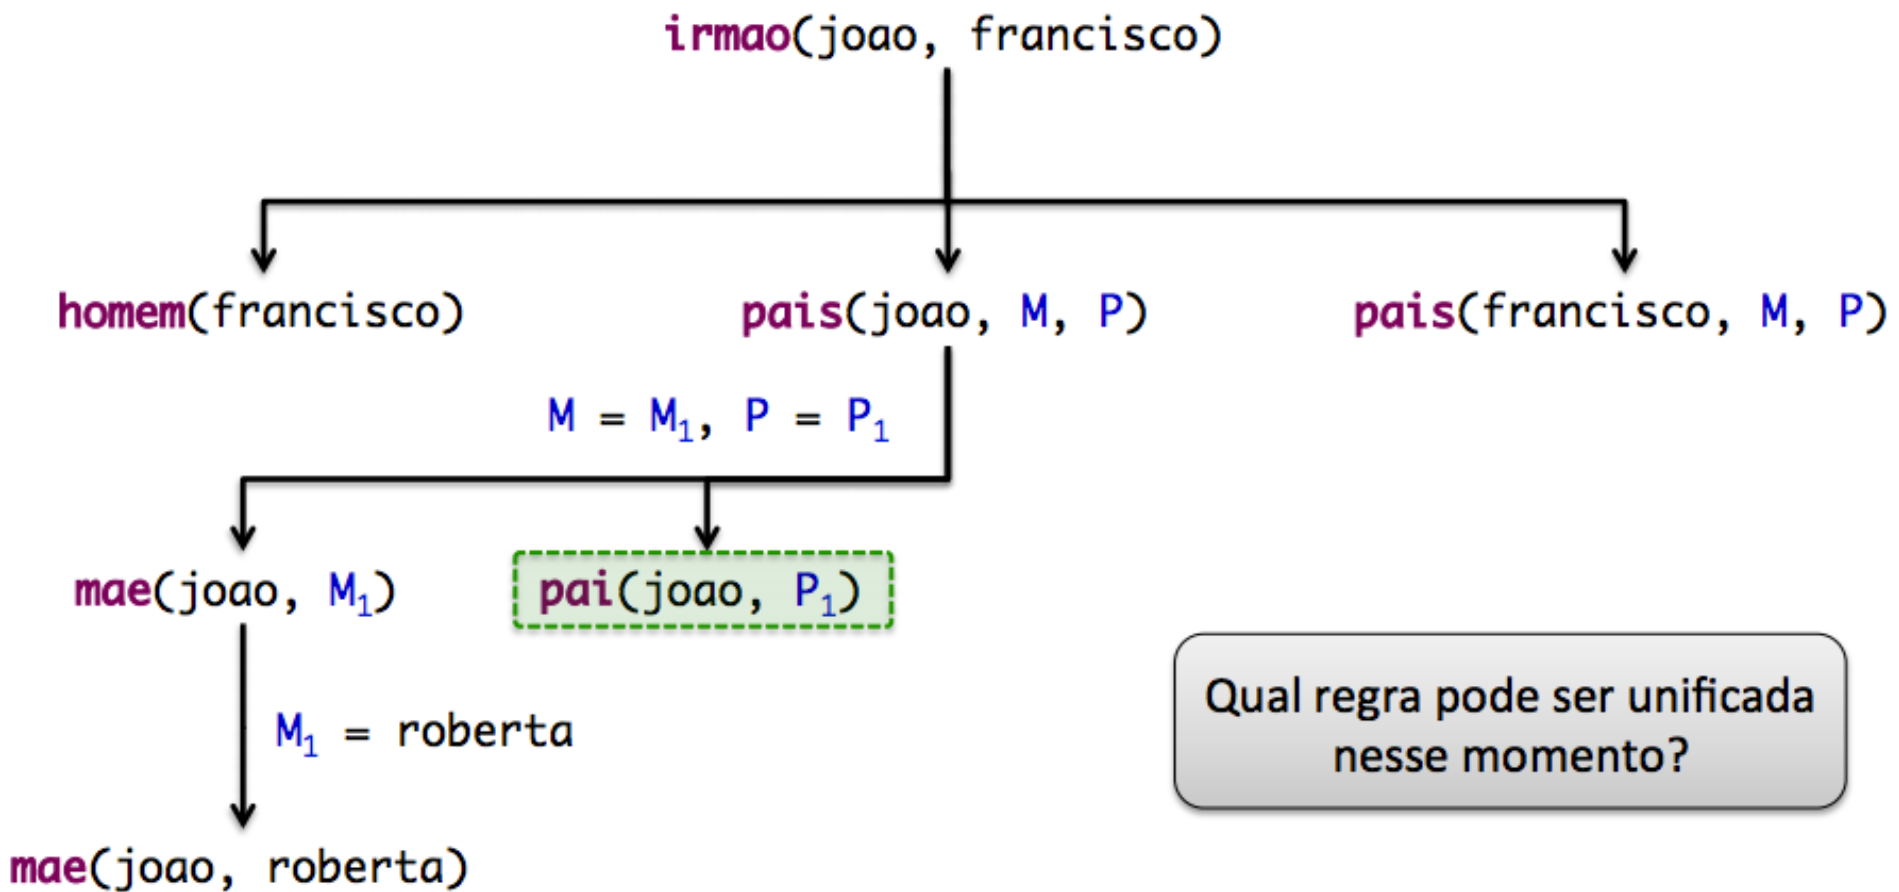 irmao(joao, francisco)
homem(francisco)
pais(joao, M, P)
pais(francisco, M, P)
M = M₁, P = P₁
mae(joao, M₁)
pai(joao, P₁)
M₁ = roberta
Qual regra pode ser unificada
nesse momento?
mae(joao, roberta)